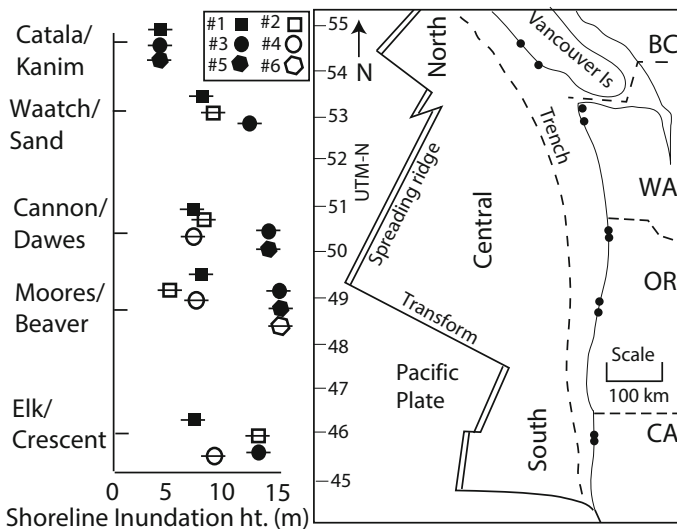 Catala/
Kanim
Waatch/
Sand
Cannon/
Dawes
Moores/
Beaver
Elk/
Crescent
#1 #2
#3 #4
#5 #6
0 5 10 15
Shoreline Inundation ht. (m)
55
54
53
52
51
50
49
48
47
46
45
UTM-N
N
North
Vancouver Is
BC
Trench
WA
Spreading ridge
Central
OR
Transform
Scale
100 km
Pacific
Plate
CA
South